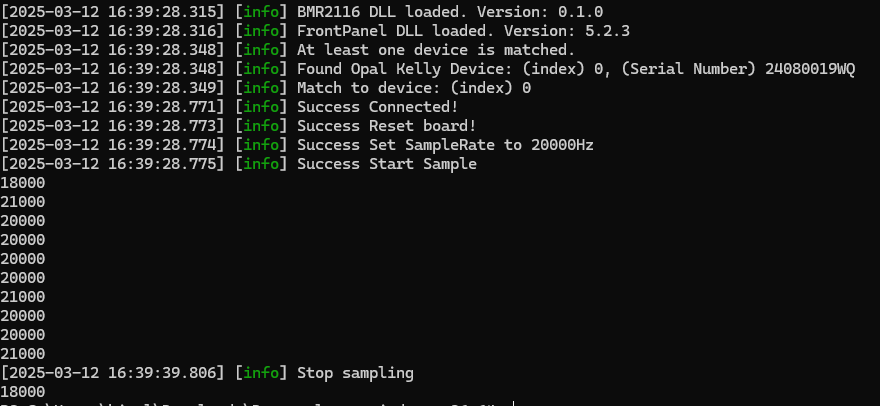 [2025-03-12 16:39:28.315] [info] BMR2116 DLL loaded. Version: 0.1.0
[2025-03-12 16:39:28.316] [info] FrontPanel DLL loaded. Version: 5.2.3
[2025-03-12 16:39:28.348] [info] At least one device is matched.
[2025-03-12 16:39:28.348] [info] Found Opal Kelly Device: (index) 0, (Serial Number) 24080019WQ
[2025-03-12 16:39:28.349] [info] Match to device: (index) 0
[2025-03-12 16:39:28.771] [info] Success Connected!
[2025-03-12 16:39:28.773] [info] Success Reset board!
[2025-03-12 16:39:28.774] [info] Success Set SampleRate to 20000Hz
[2025-03-12 16:39:28.775] [info] Success Start Sample
18000
21000
20000
20000
20000
20000
21000
20000
20000
21000
[2025-03-12 16:39:39.806] [info] Stop sampling
18000